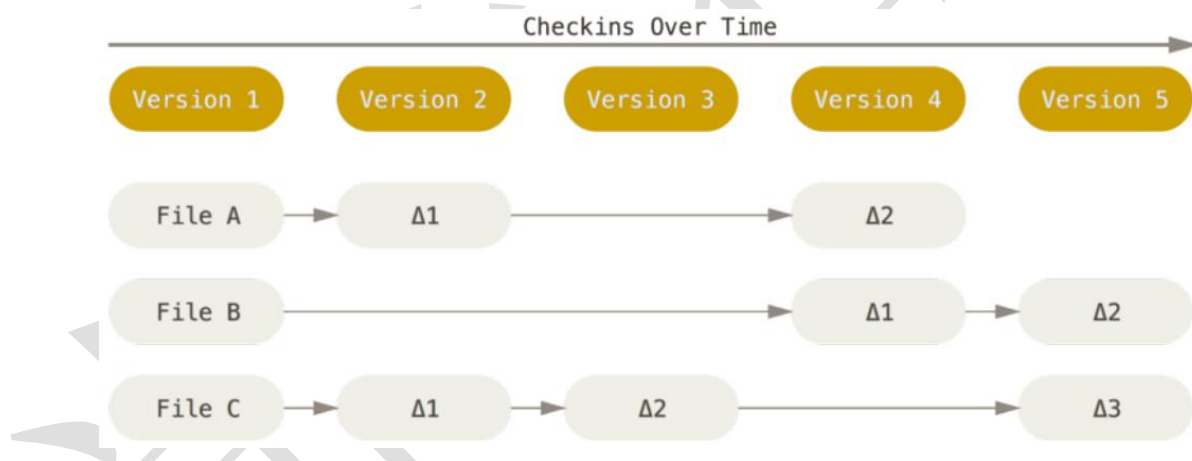 Checkins Over Time
Version 1 Version 2 Version 3 Version 4 Version 5
File A Δ1 Δ2
File B Δ1 Δ2
File C Δ1 Δ2 Δ3